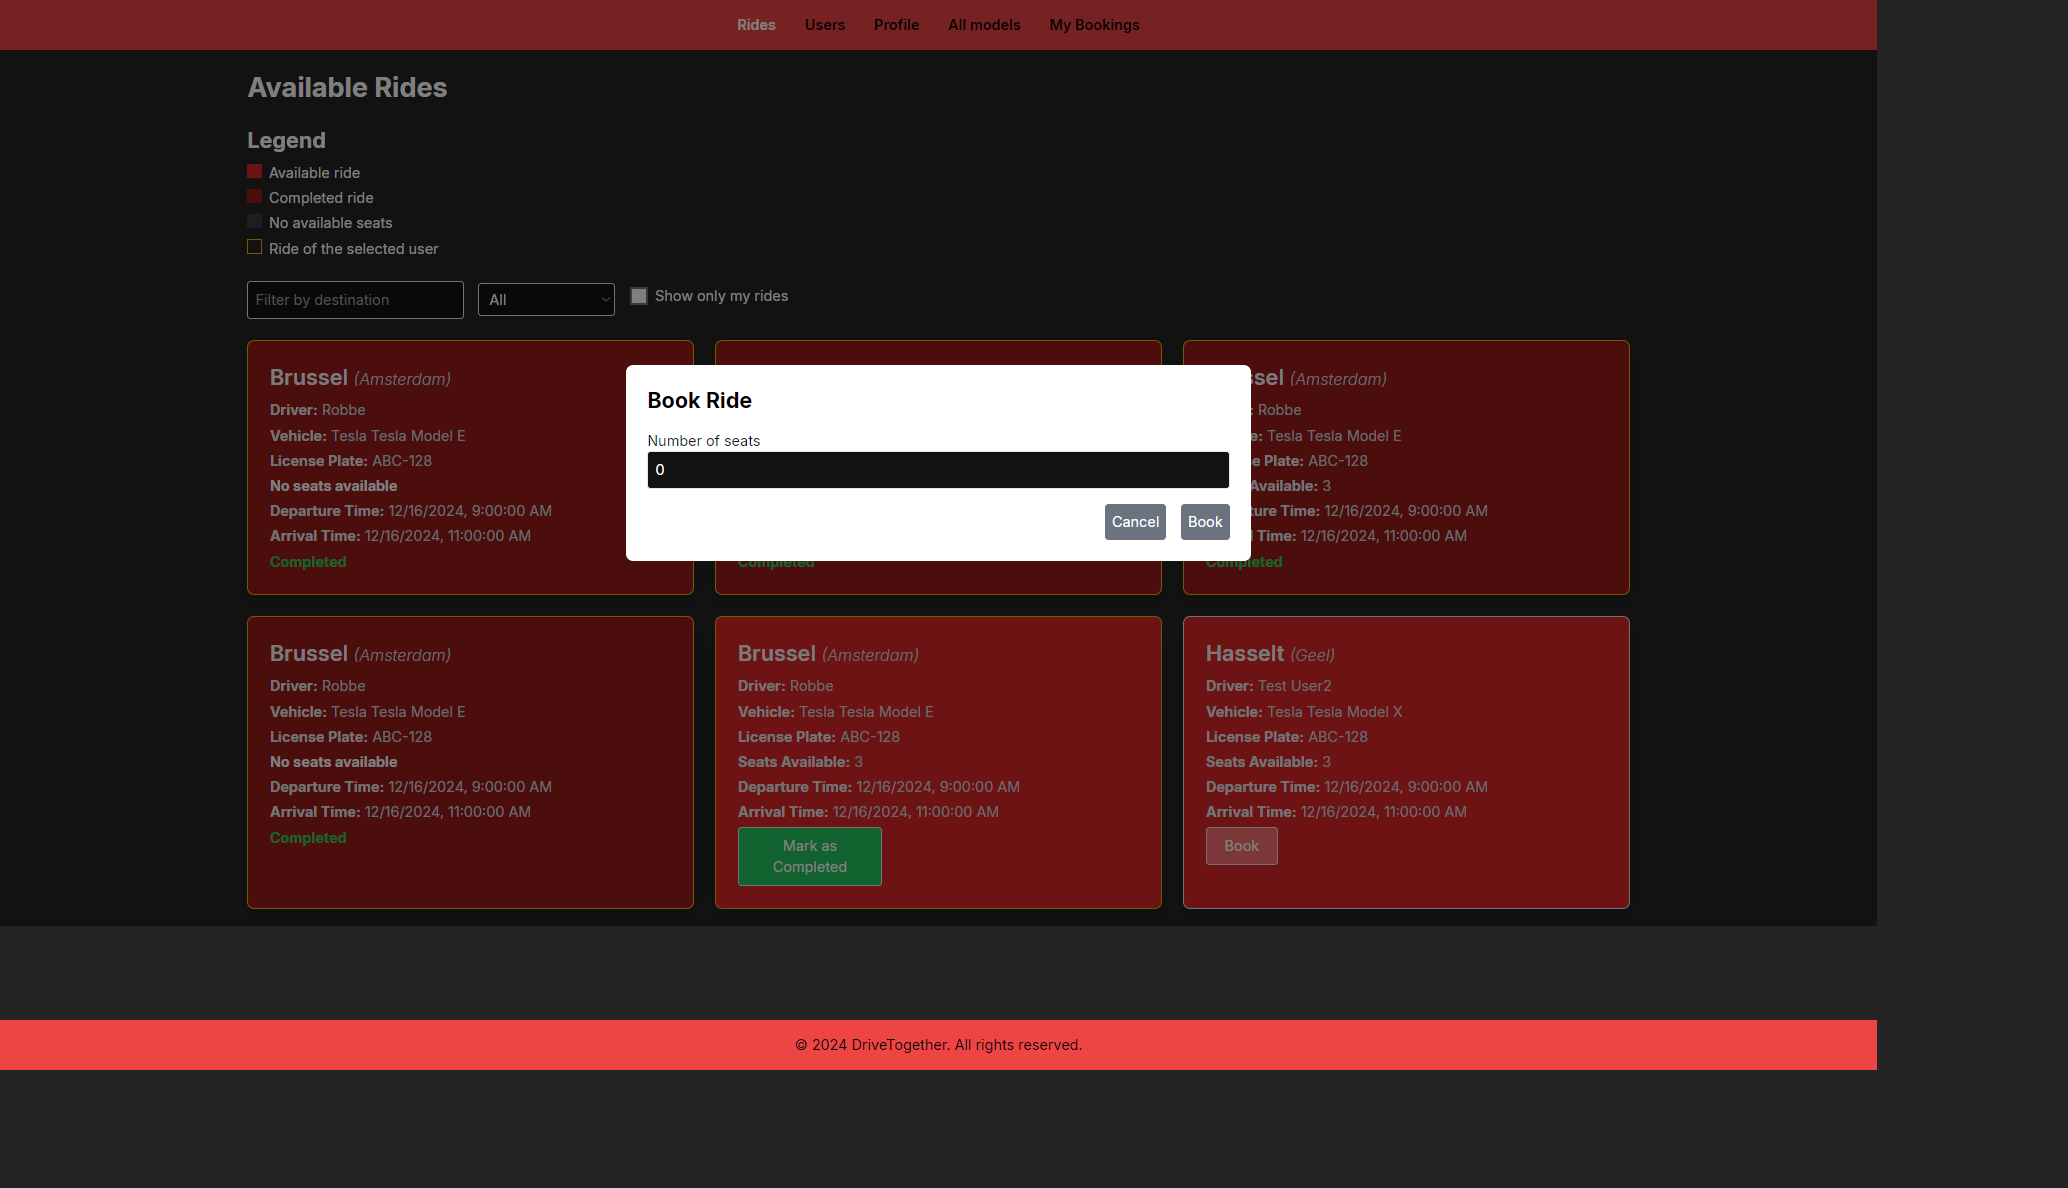 Rides Users Profile All models My Bookings
Available Rides
Legend
Available ride
Completed ride
No available seats
Ride of the selected user
Filter by destination
All
Show only my rides
Brussel (Amsterdam)
Driver: Robbe
Vehicle: Tesla Tesla Model E
License Plate: ABC-128
No seats available
Departure Time: 12/16/2024, 9:00:00 AM
Arrival Time: 12/16/2024, 11:00:00 AM
Completed
Book Ride
Number of seats
0
Cancel Book
Completed
ssel (Amsterdam)
: Robbe
e: Tesla Tesla Model E
e Plate: ABC-128
Available: 3
ture Time: 12/16/2024, 9:00:00 AM
l Time: 12/16/2024, 11:00:00 AM
Completed
Brussel (Amsterdam)
Driver: Robbe
Vehicle: Tesla Tesla Model E
License Plate: ABC-128
No seats available
Departure Time: 12/16/2024, 9:00:00 AM
Arrival Time: 12/16/2024, 11:00:00 AM
Completed
Brussel (Amsterdam)
Driver: Robbe
Vehicle: Tesla Tesla Model E
License Plate: ABC-128
Seats Available: 3
Departure Time: 12/16/2024, 9:00:00 AM
Arrival Time: 12/16/2024, 11:00:00 AM
Mark as
Completed
Hasselt (Geel)
Driver: Test User2
Vehicle: Tesla Tesla Model X
License Plate: ABC-128
Seats Available: 3
Departure Time: 12/16/2024, 9:00:00 AM
Arrival Time: 12/16/2024, 11:00:00 AM
Book
© 2024 DriveTogether. All rights reserved.